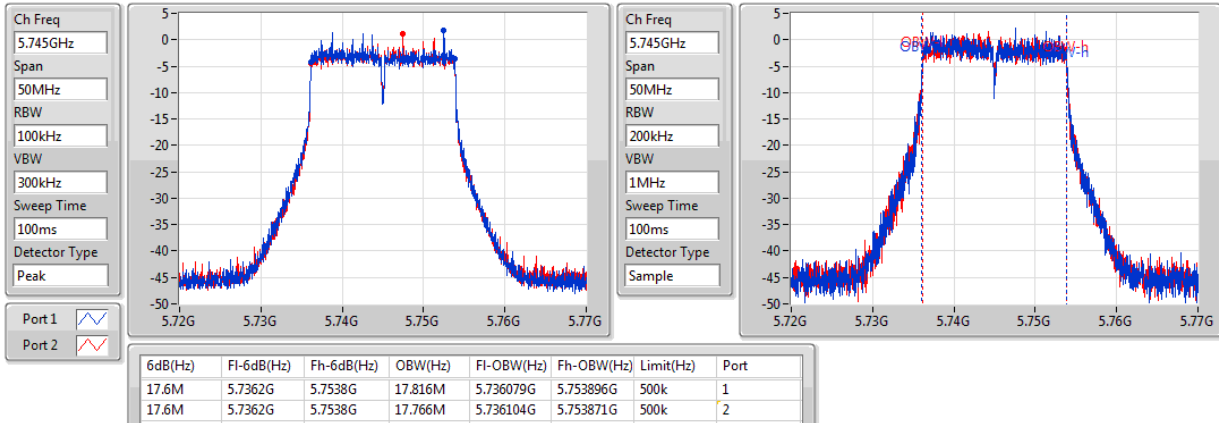 Ch Freq
5.745GHz
Span
50MHz
RBW
100kHz
VBW
300kHz
Sweep Time
100ms
Detector Type
Peak
5-
0-
-5-
-10-
-15-
-20-
-25-
-30-
-35-
-40-
-45-
-50-
5.72G 5.73G 5.74G 5.75G 5.76G 5.77G
Ch Freq
5.745GHz
Span
50MHz
RBW
200kHz
VBW
1MHz
Sweep Time
100ms
Detector Type
Sample
5-
0-
-5-
-10-
-15-
-20-
-25-
-30-
-35-
-40-
-45-
-50-
5.72G 5.73G 5.74G 5.75G 5.76G 5.77G
Port 1
Port 2
6dB(Hz) Fl-6dB(Hz) Fh-6dB(Hz) OBW(Hz) Fl-OBW(Hz) Fh-OBW(Hz) Limit(Hz) Port
17.6M 5.7362G 5.7538G 17.816M 5.736079G 5.753896G 500k 1
17.6M 5.7362G 5.7538G 17.766M 5.736104G 5.753871G 500k 2